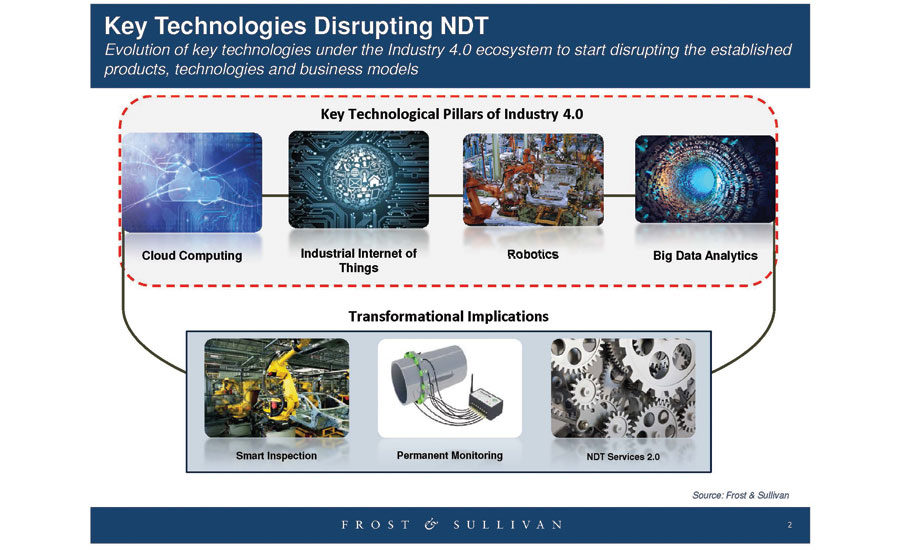 Key Technologies Disrupting NDT
Evolution of key technologies under the Industry 4.0 ecosystem to start disrupting the established
products, technologies and business models
Key Technological Pillars of Industry 4.0
Cloud Computing
Industrial Internet of
Things
Robotics
Big Data Analytics
Transformational Implications
Smart Inspection
Permanent Monitoring
NDT Services 2.0
Source: Frost & Sullivan
FROST & SULLIVAN
2